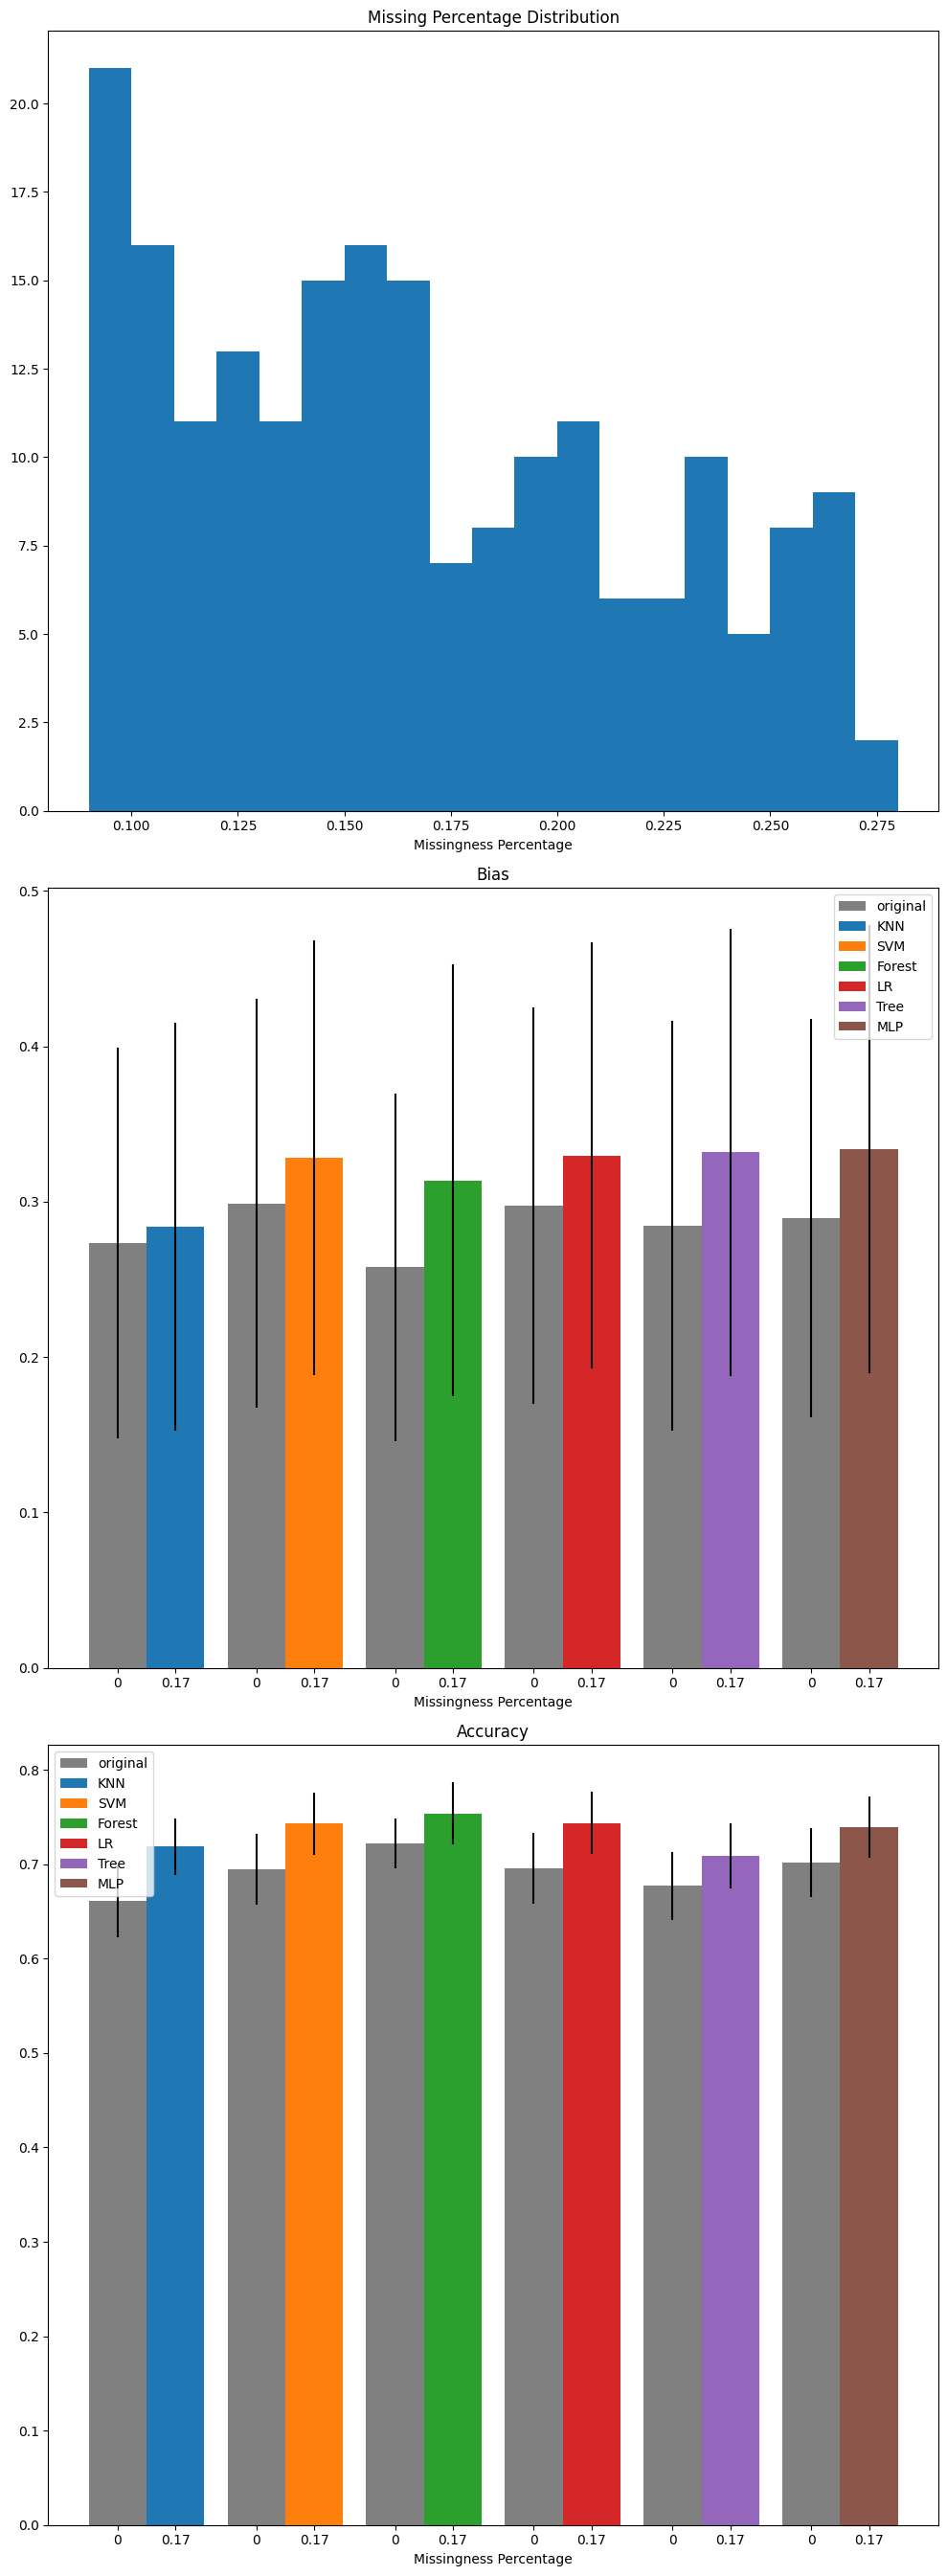 Missing Percentage Distribution
20.0
17.5
15.0
12.5
10.0
7.5
5.0
2.5
0.0
0.100 0.125 0.150 0.175 0.200 0.225 0.250 0.275
Missingness Percentage
Bias
0.5
0.4
0.3
0.2
0.1
0.0
original
KNN
SVM
Forest
LR
Tree
MLP
0 0.17 0 0.17 0 0.17 0 0.17 0 0.17 0 0.17
Missingness Percentage
Accuracy
original
KNN
SVM
Forest
LR
Tree
MLP
0.8
0.7
0.6
0.5
0.4
0.3
0.2
0.1
0.0
0 0.17 0 0.17 0 0.17 0 0.17 0 0.17 0 0.17
Missingness Percentage